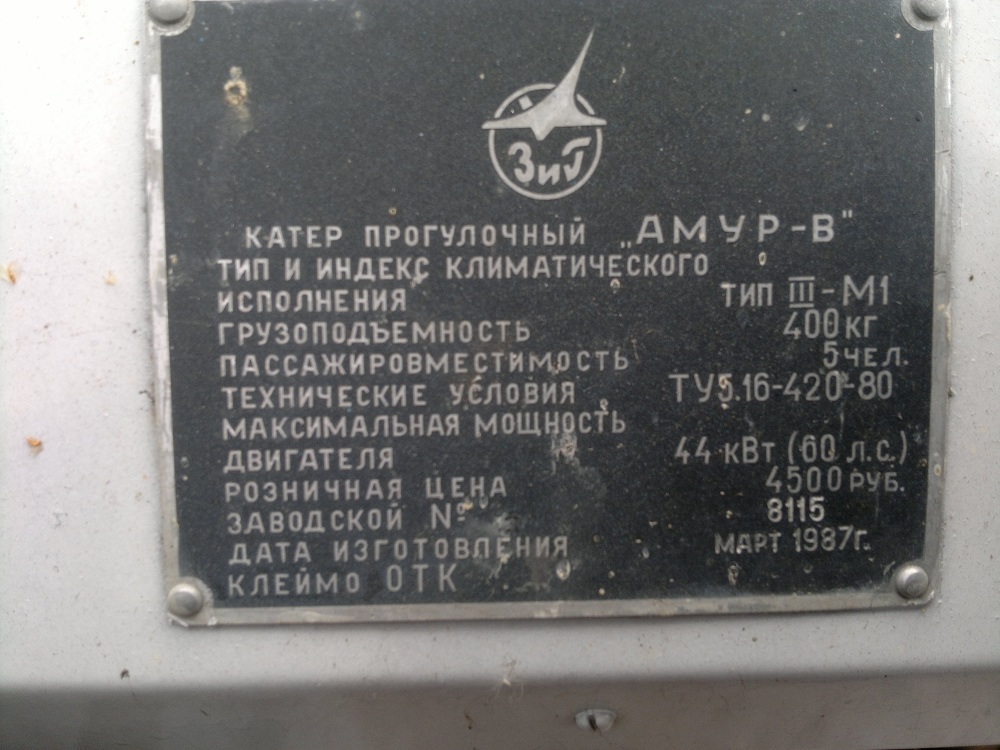 ЗиГ
КАТЕР ПРОГУЛОЧНЫЙ „АМУР-В"
ТИП И ИНДЕКС КЛИМАТИЧЕСКОГО
ИСПОЛНЕНИЯ ТИП III-М1
ГРУЗОПОДЪЕМНОСТЬ 400 КГ
ПАССАЖИРОВМЕСТИМОСТЬ 5 ЧЕЛ.
ТЕХНИЧЕСКИЕ УСЛОВИЯ ТУ5.16-420-80
МАКСИМАЛЬНАЯ МОЩНОСТЬ
ДВИГАТЕЛЯ 44 кВт (60 Л.С.)
РОЗНИЧНАЯ ЦЕНА 4500 РУБ.
ЗАВОДСКОЙ № 8115
ДАТА ИЗГОТОВЛЕНИЯ МАРТ 1987г.
КЛЕЙМО ОТК